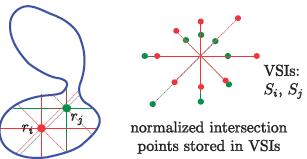 r_i
r_j
VSIs:
S_i, S_j
normalized intersection
points stored in VSIs